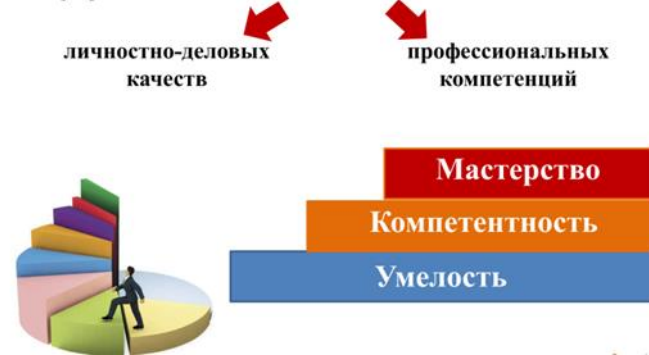 личностно-деловых
качеств
профессиональных
компетенций
Мастерство
Компетентность
Умелость